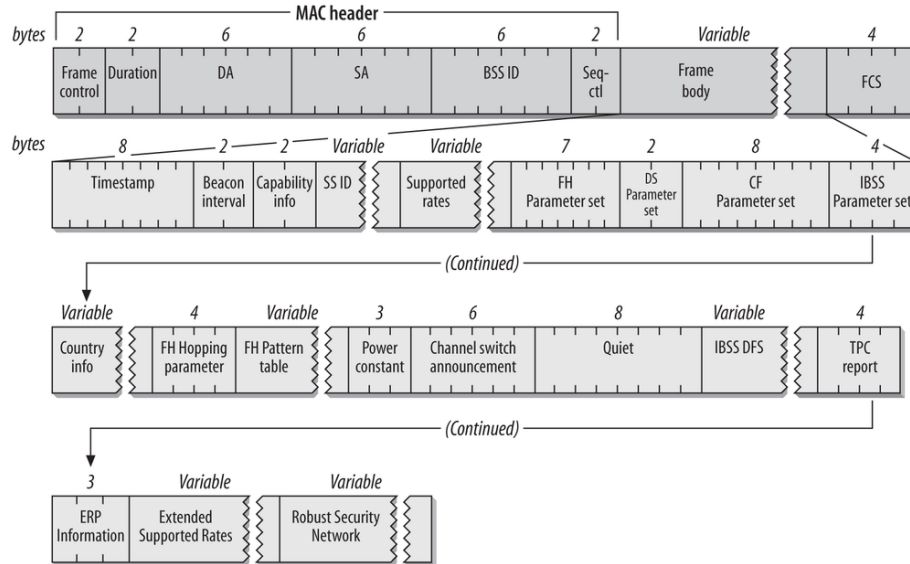 MAC header
bytes 2 2 6 6 6 2 Variable 4
Frame control Duration DA SA BSS ID Seq-ctl Frame body FCS
bytes 8 2 2 Variable Variable 7 2 8 4
Timestamp Beacon interval Capability info SS ID Supported rates FH Parameter set DS Parameter set CF Parameter set IBSS Parameter set
(Continued)
Variable 4 Variable 3 6 8 Variable 4
Country info FH Hopping parameter FH Pattern table Power constant Channel switch announcement Quiet IBSS DFS TPC report
(Continued)
3 Variable Variable
ERP Information Extended Supported Rates Robust Security Network